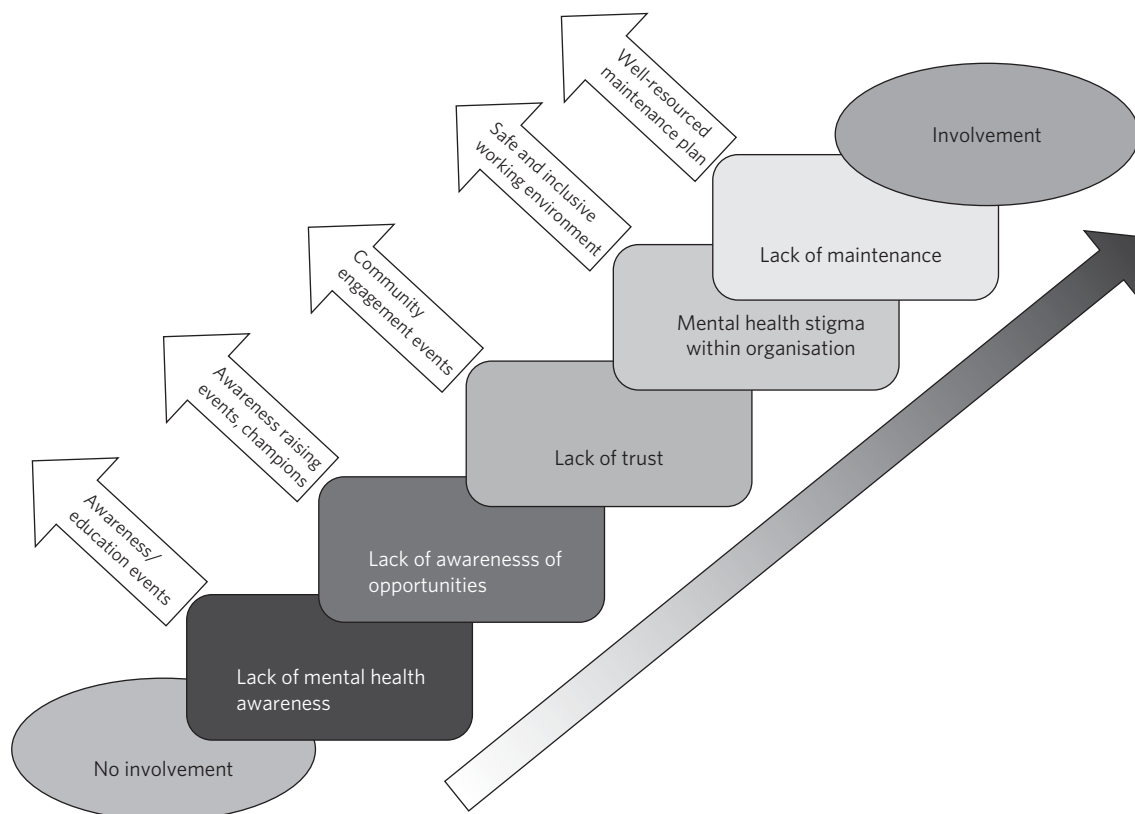 Well-resourced
maintenance plan
Involvement
Safe and inclusive
working environment
Lack of maintenance
Community
engagement events
Mental health stigma
within organisation
Awareness raising
events, champions
Lack of trust
Awareness/
education events
Lack of awarenesss of
opportunities
Lack of mental health
awareness
No involvement